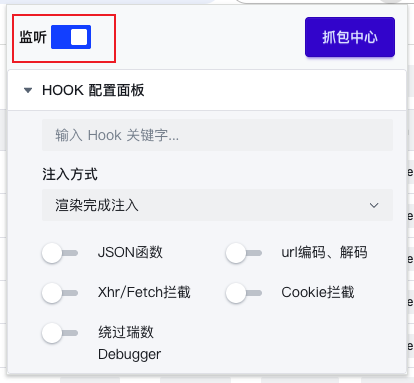 监听
抓包中心
HOOK 配置面板
输入 Hook 关键字...
注入方式
渲染完成注入
JSON函数
url编码、解码
Xhr/Fetch拦截
Cookie拦截
绕过瑞数
Debugger